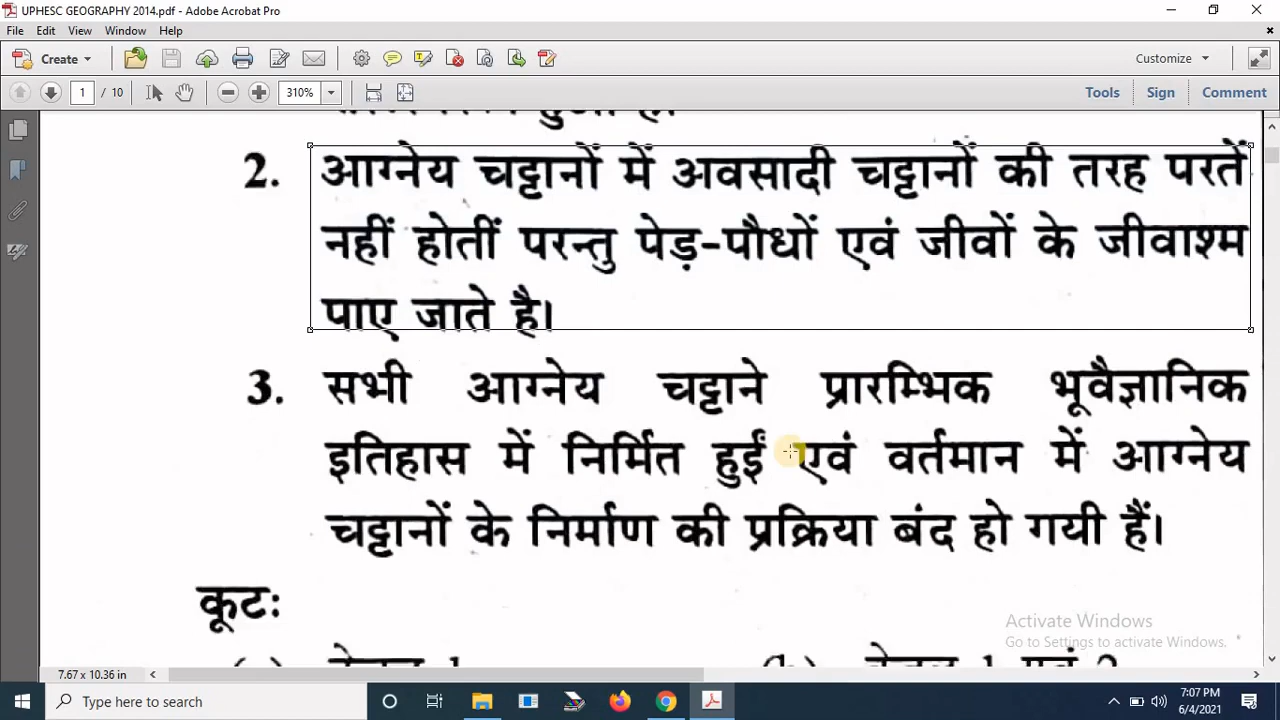 UPHESC GEOGRAPHY 2014.pdf - Adobe Acrobat Pro
File Edit View Window Help
Create Customize
1 / 10 310% Tools Sign Comment
2. आग्नेय चट्टानों में अवसादी चट्टानों की तरह परतें
नहीं होतीं परन्तु पेड़-पौधों एवं जीवों के जीवाश्म
पाए जाते है।
3. सभी आग्नेय चट्टाने प्रारम्भिक भूवैज्ञानिक
इतिहास में निर्मित हुईं एवं वर्तमान में आग्नेय
चट्टानों के निर्माण की प्रक्रिया बंद हो गयी हैं।
कूटः
Activate Windows
Go to Settings to activate Windows.
7.67 x 10.36 in
Type here to search
7:07 PM
6/4/2021